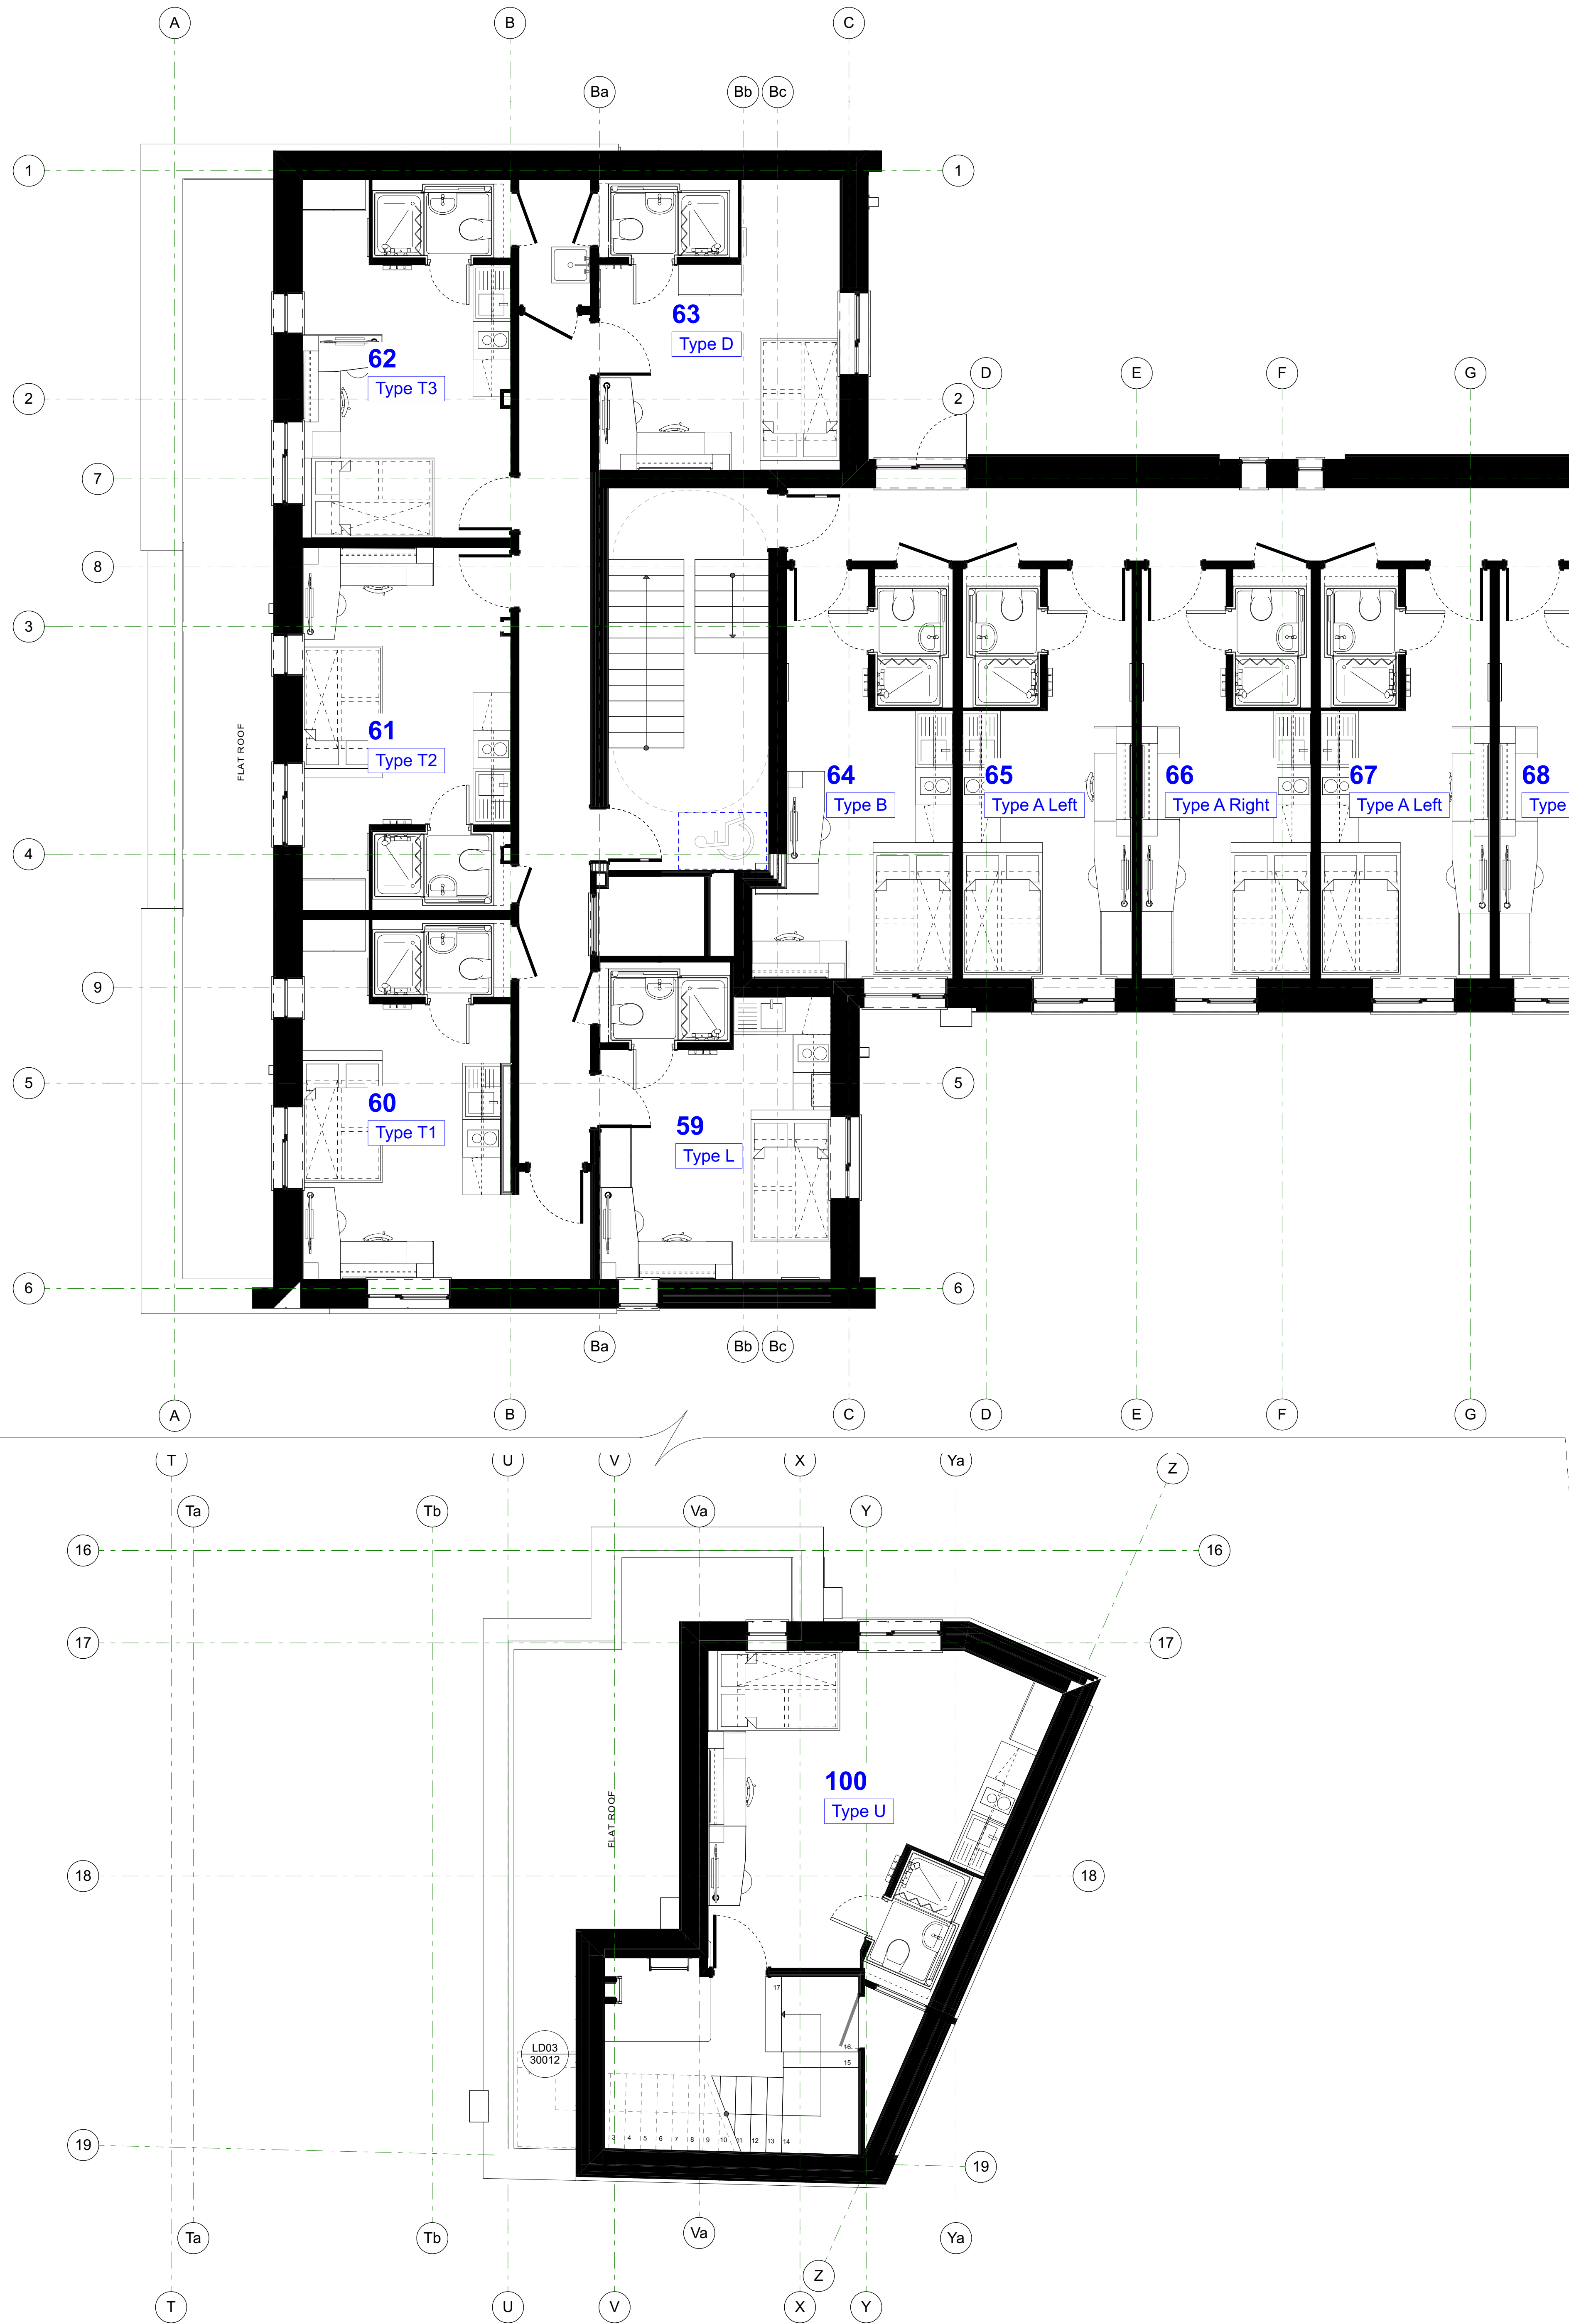 A
B
C
Ba
Bb
Bc
1
1
63
Type D
62
Type T3
D
E
F
G
2
2
7
8
3
FLAT ROOF
61
Type T2
64
Type B
65
Type A Left
66
Type A Right
67
Type A Left
68
Type
4
9
5
5
60
Type T1
59
Type L
6
6
Ba
Bb
Bc
A
B
C
D
E
F
G
T
U
V
X
Ya
Z
Ta
Tb
Va
Y
16
16
17
17
100
Type U
FLAT ROOF
18
18
17
LD03
30012
16
15
3 4 5 6 7 8 9 10 11 12 13 14
19
19
Ta
Tb
Va
Ya
Z
T
U
V
X
Y